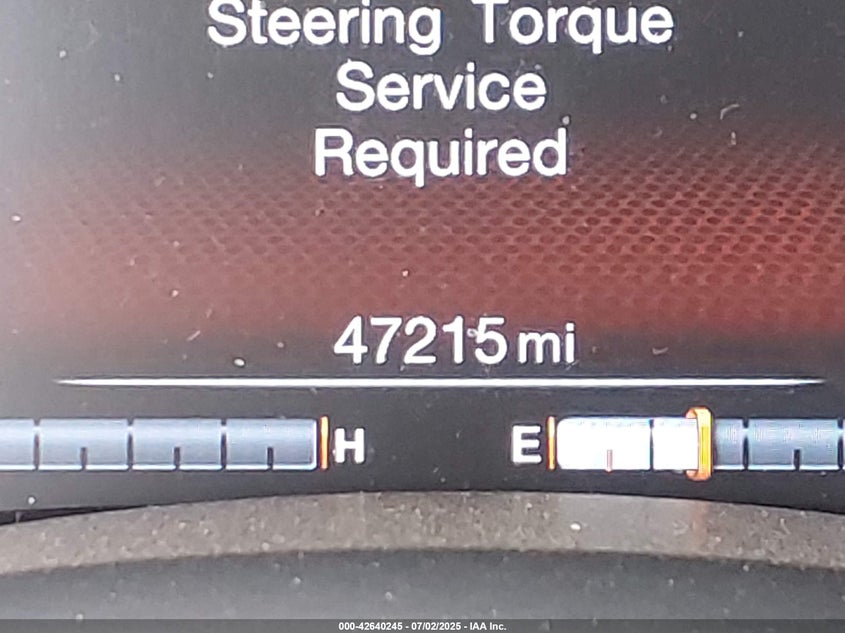 Steering Torque
Service
Required
47215 mi
H E
000-42640245 - 07/02/2025 - IAA Inc.